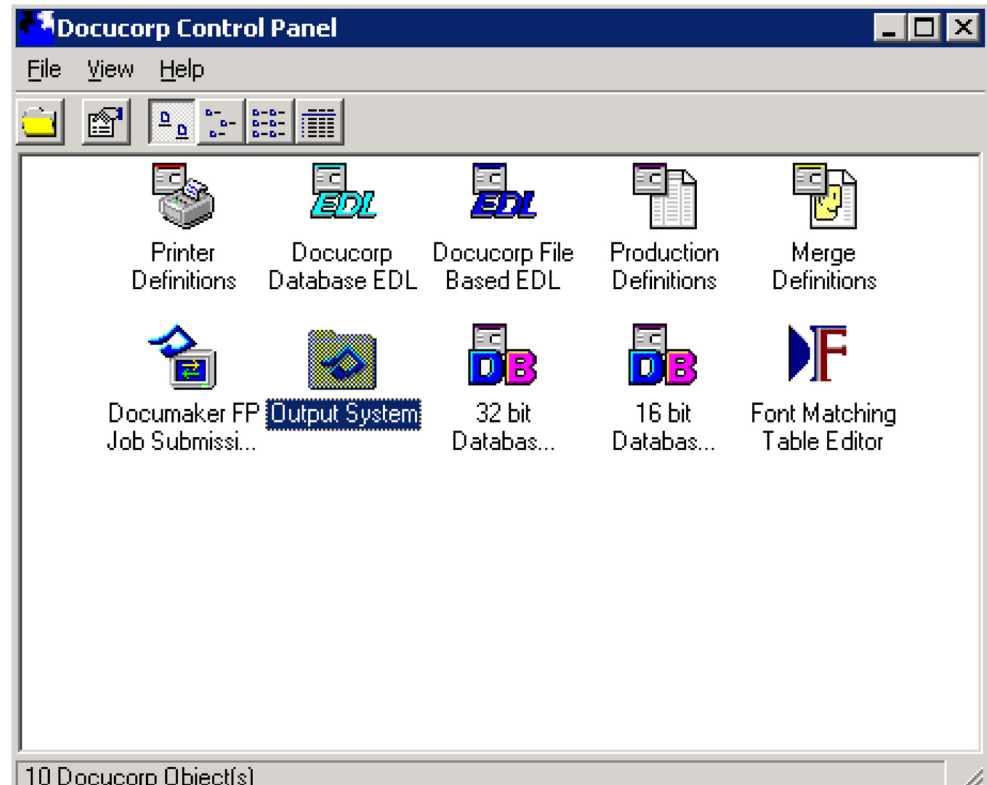 Docucorp Control Panel
File View Help
Printer Definitions
Docucorp Database EDL
Docucorp File Based EDL
Production Definitions
Merge Definitions
Documaker FP Job Submissi...
Output System
32 bit Databas...
16 bit Databas...
Font Matching Table Editor
10 Docucorp Object(s)